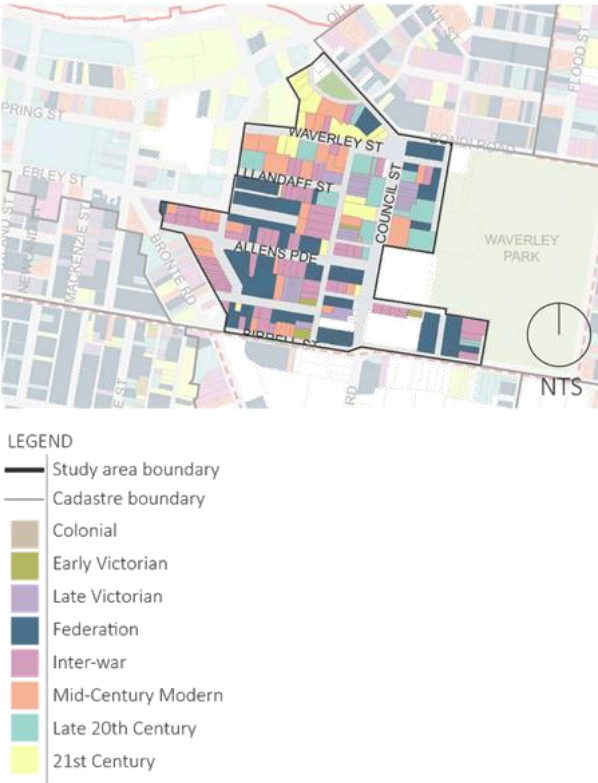 FLOOD ST
PRING ST
WAVERLEY ST
BONDI ROAD
EBLEY ST
LLANDAFF ST
COUNCIL ST
MACKENZIE ST
BRONTE RD
ALLENS PDE
WAVERLEY
PARK
BIRRELL ST
E ST
RD
NTS
LEGEND
Study area boundary
Cadastre boundary
Colonial
Early Victorian
Late Victorian
Federation
Inter-war
Mid-Century Modern
Late 20th Century
21st Century